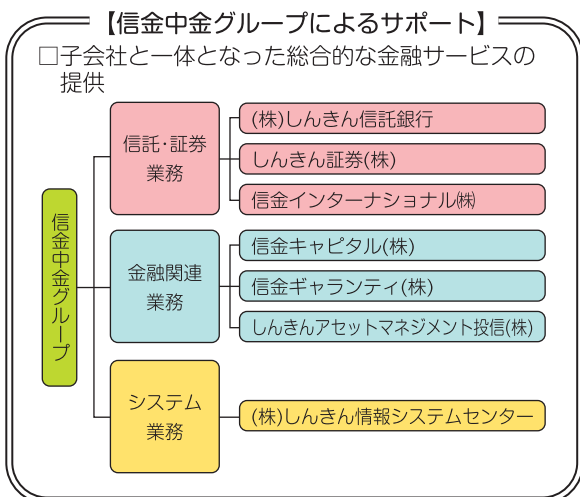 【信金中金グループによるサポート】
□子会社と一体となった総合的な金融サービスの
提供
信金中金グループ
信託・証券
業務
(株)しんきん信託銀行
しんきん証券(株)
信金インターナショナル㈱
金融関連
業務
信金キャピタル(株)
信金ギャランティ(株)
しんきんアセットマネジメント投信(株)
システム
業務
(株)しんきん情報システムセンター